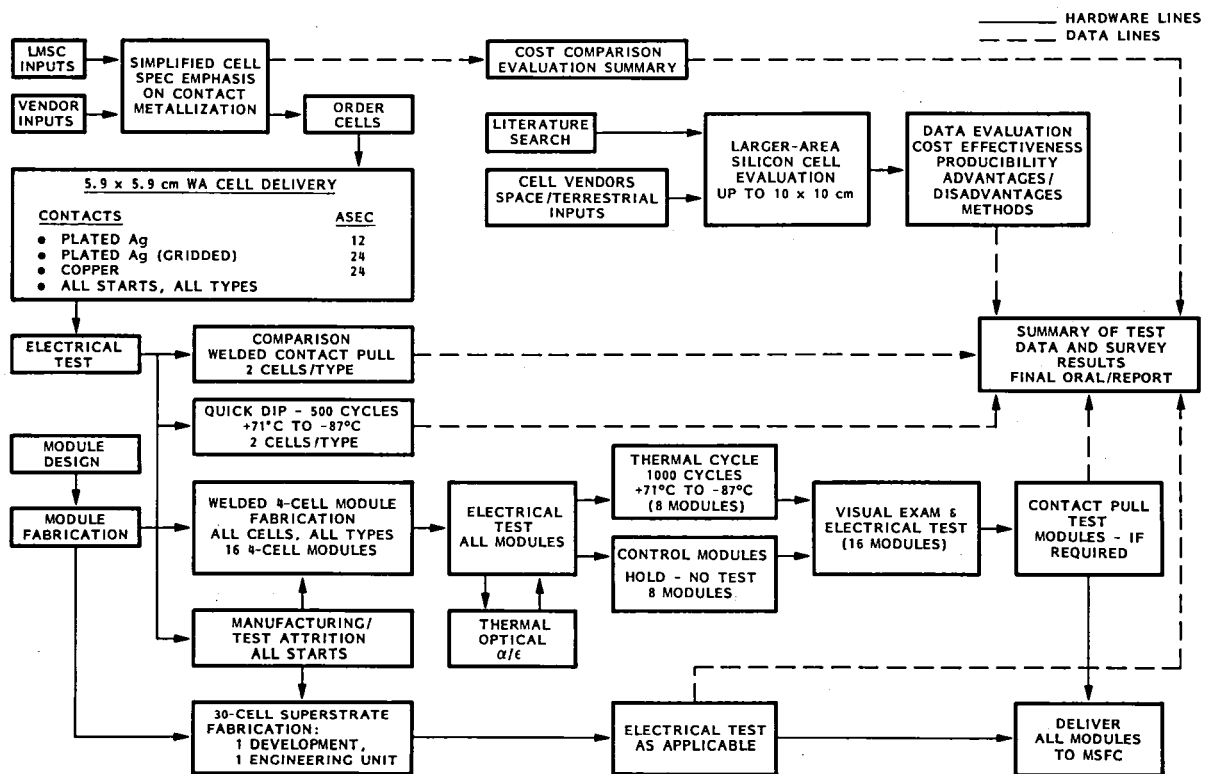 HARDWARE LINES
DATA LINES
LMSC
INPUTS
VENDOR
INPUTS
SIMPLIFIED CELL
SPEC EMPHASIS
ON CONTACT
METALLIZATION
ORDER
CELLS
COST COMPARISON
EVALUATION SUMMARY
LITERATURE
SEARCH
CELL VENDORS
SPACE/TERRESTRIAL
INPUTS
LARGER-AREA
SILICON CELL
EVALUATION
UP TO 10 x 10 cm
DATA EVALUATION
COST EFFECTIVENESS
PRODUCIBILITY
ADVANTAGES/
DISADVANTAGES
METHODS
5.9 x 5.9 cm WA CELL DELIVERY
CONTACTS ASEC
● PLATED Ag 12
● PLATED Ag (GRIDDED) 24
● COPPER 24
● ALL STARTS, ALL TYPES
ELECTRICAL
TEST
COMPARISON
WELDED CONTACT PULL
2 CELLS/TYPE
SUMMARY OF TEST
DATA AND SURVEY
RESULTS
FINAL ORAL/REPORT
QUICK DIP – 500 CYCLES
+71°C TO –87°C
2 CELLS/TYPE
MODULE
DESIGN
MODULE
FABRICATION
WELDED 4-CELL MODULE
FABRICATION
ALL CELLS, ALL TYPES
16 4-CELL MODULES
ELECTRICAL
TEST
ALL MODULES
THERMAL CYCLE
1000 CYCLES
+71°C TO –87°C
(8 MODULES)
CONTROL MODULES
HOLD – NO TEST
8 MODULES
VISUAL EXAM &
ELECTRICAL TEST
(16 MODULES)
CONTACT PULL
TEST
MODULES – IF
REQUIRED
MANUFACTURING/
TEST ATTRITION
ALL STARTS
THERMAL
OPTICAL
α/ϵ
30-CELL SUPERSTRATE
FABRICATION:
1 DEVELOPMENT,
1 ENGINEERING UNIT
ELECTRICAL TEST
AS APPLICABLE
DELIVER
ALL MODULES
TO MSFC